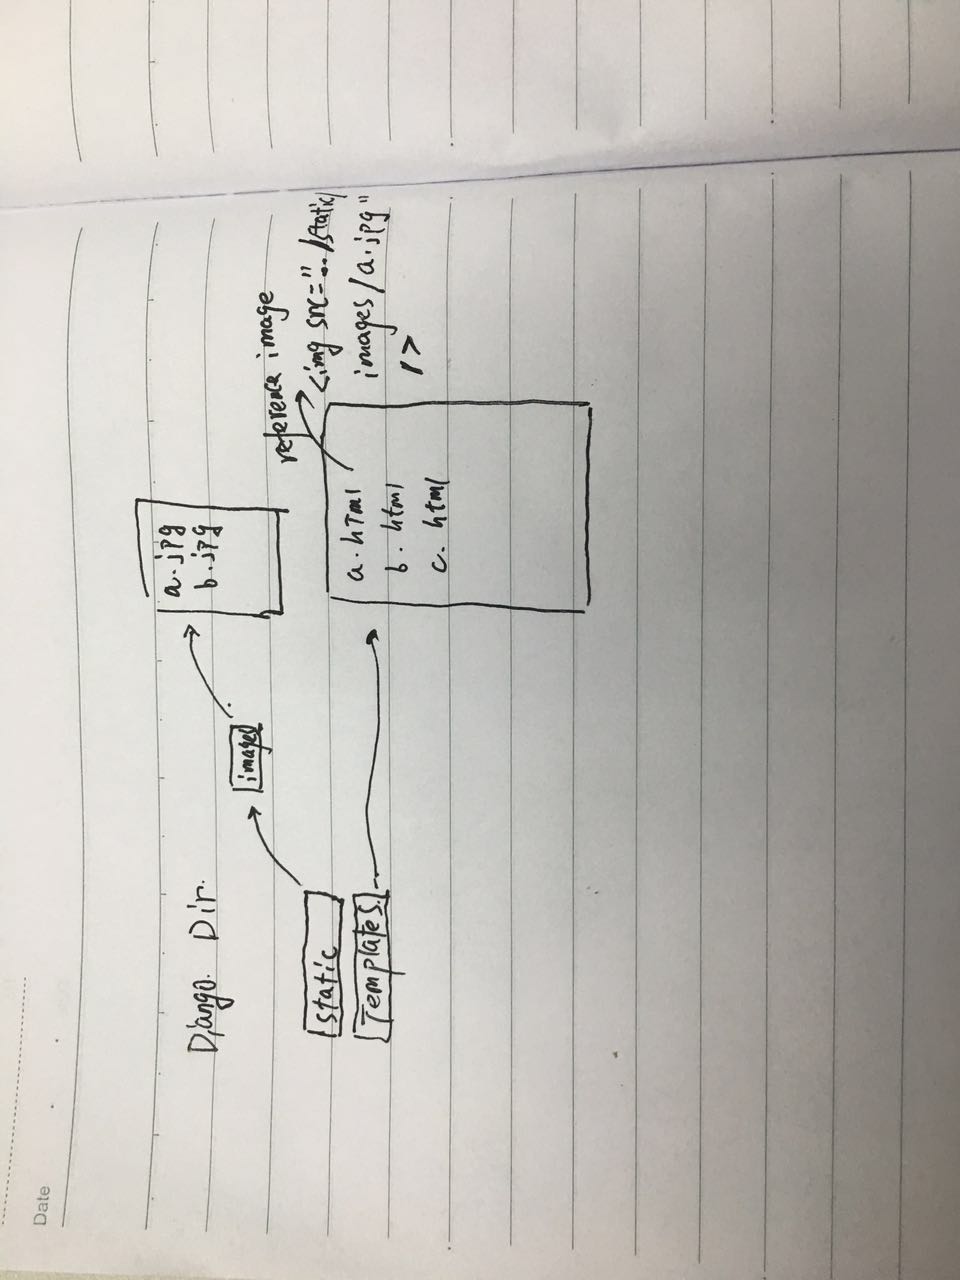 Date
Django. Dir.
static
Templates
images
a.jpg
b.jpg
a.html
b.html
c.html
reference image
<img src="../static/
images/a.jpg"
/>